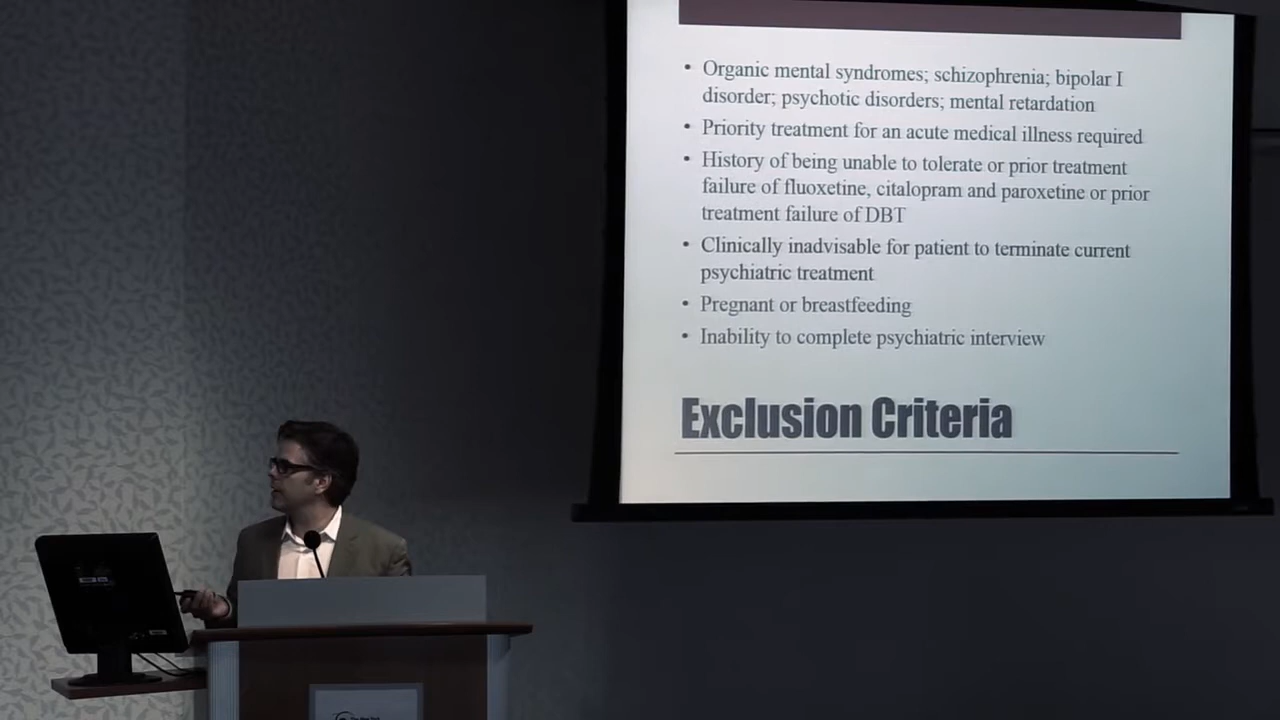 • Organic mental syndromes; schizophrenia; bipolar I
disorder; psychotic disorders; mental retardation
• Priority treatment for an acute medical illness required
• History of being unable to tolerate or prior treatment
failure of fluoxetine, citalopram and paroxetine or prior
treatment failure of DBT
• Clinically inadvisable for patient to terminate current
psychiatric treatment
• Pregnant or breastfeeding
• Inability to complete psychiatric interview
Exclusion Criteria